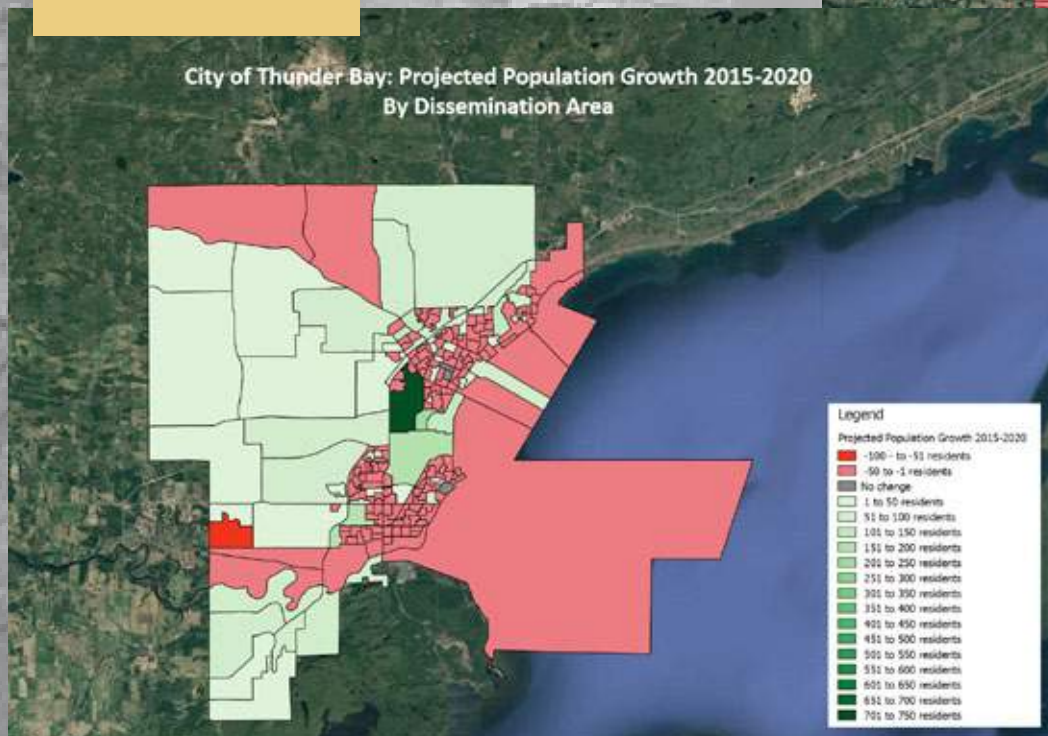 City of Thunder Bay: Projected Population Growth 2015-2020
By Dissemination Area
Legend
Projected Population Growth 2015-2020
-100 - to -51 residents
-50 to -1 residents
No change
1 to 50 residents
51 to 100 residents
101 to 150 residents
151 to 200 residents
201 to 250 residents
251 to 300 residents
301 to 350 residents
351 to 400 residents
401 to 450 residents
451 to 500 residents
501 to 550 residents
551 to 600 residents
601 to 650 residents
651 to 700 residents
701 to 750 residents